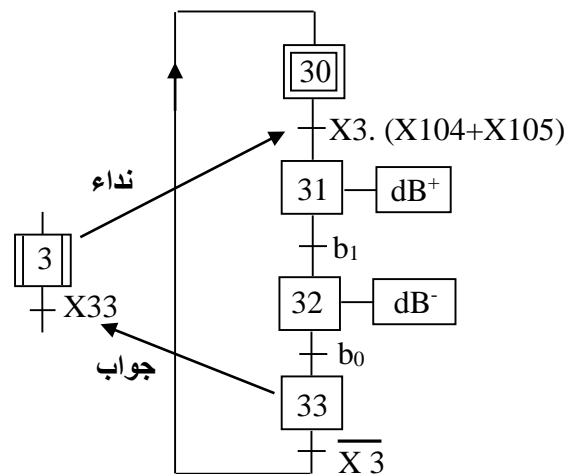 30
X3. (X104+X105)
نداء
31
dB⁺
3
b₁
X33
32
dB⁻
جواب
b₀
33
X̅ ̅3̅